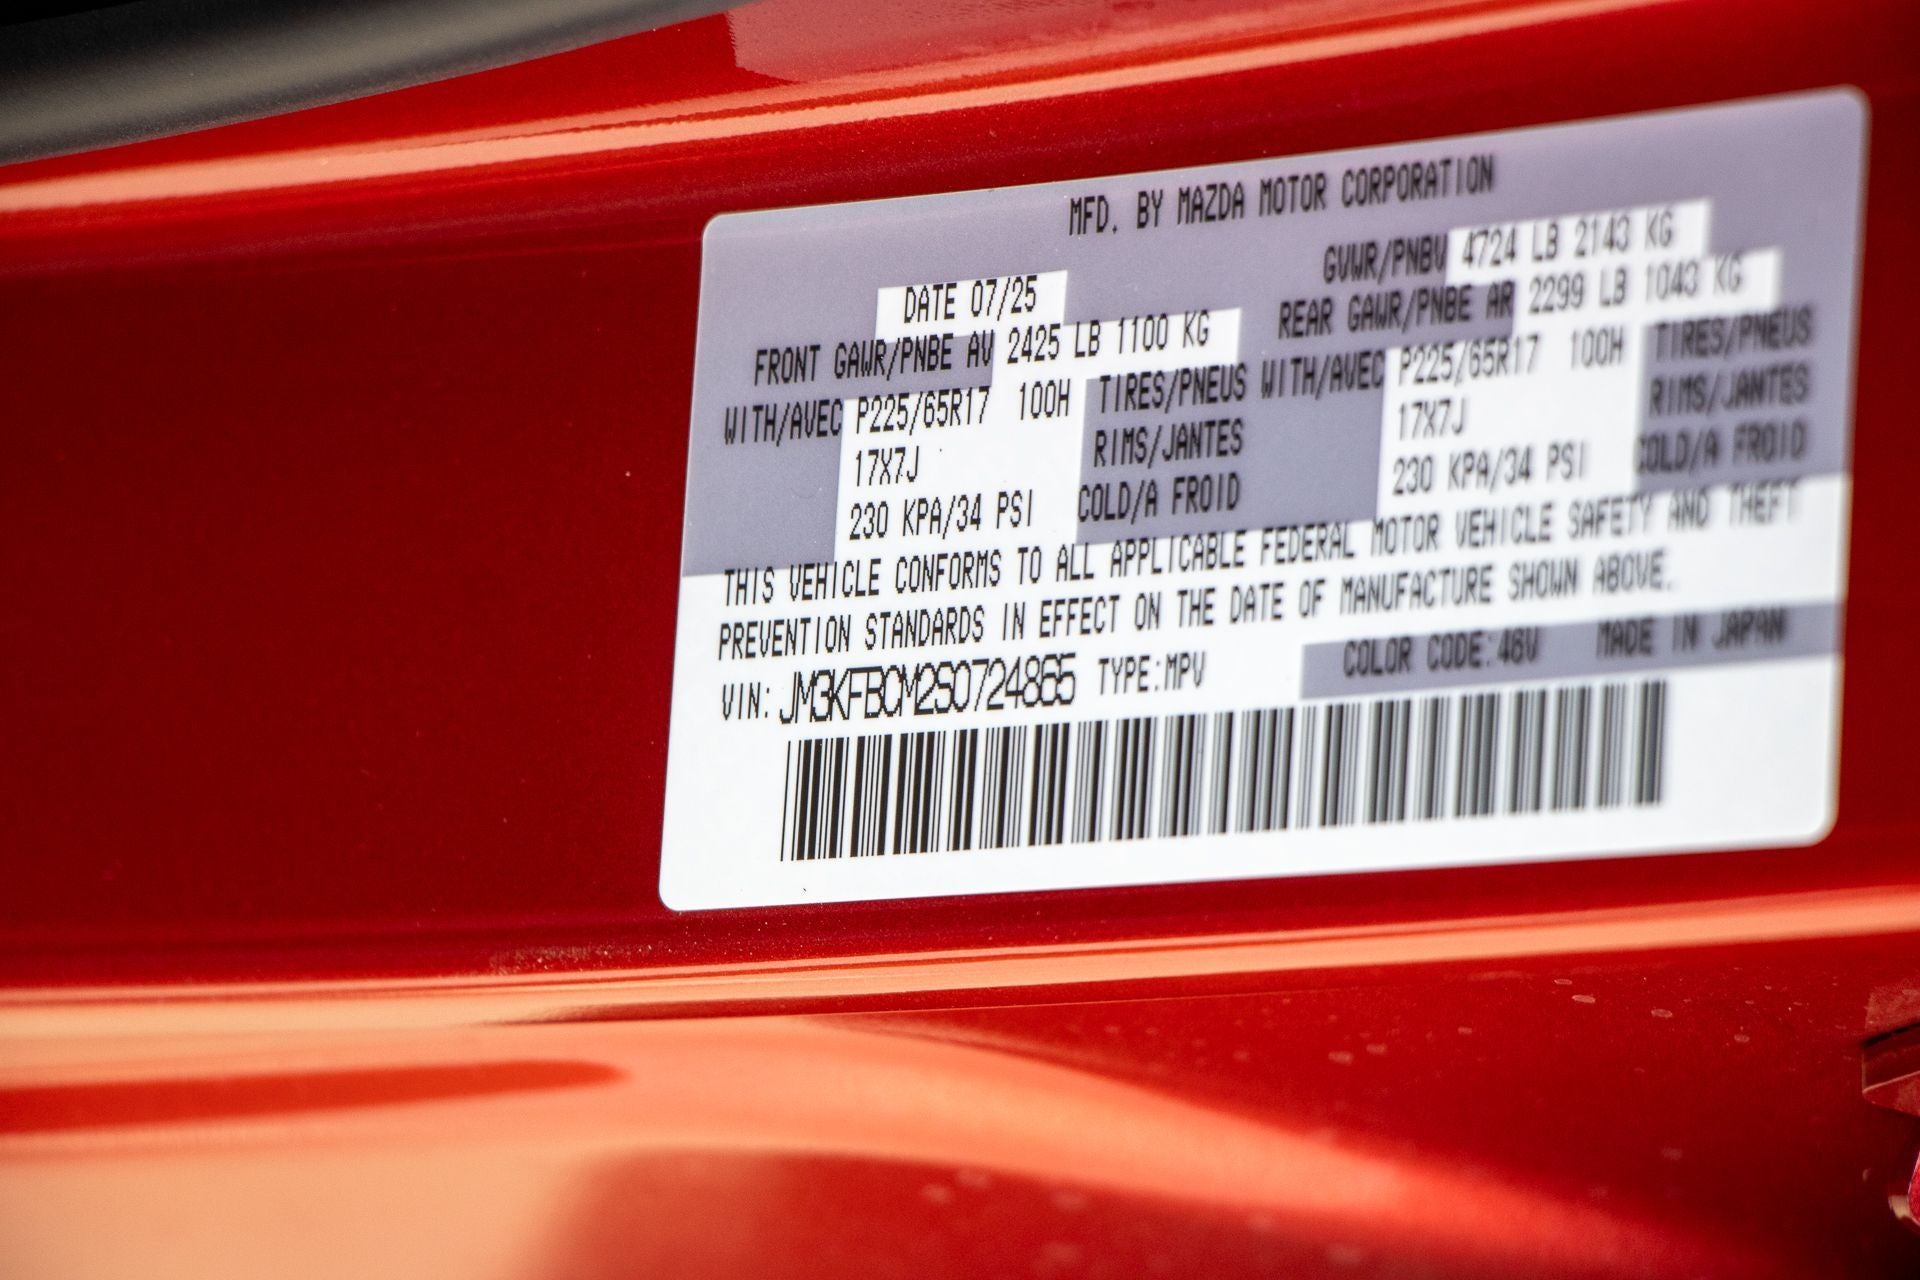 MFD. BY MAZDA MOTOR CORPORATION
DATE 07/25 GVWR/PNBV 4724 LB 2143 KG
FRONT GAWR/PNBE AV 2425 LB 1100 KG REAR GAWR/PNBE AR 2299 LB 1043 KG
WITH/AVEC P225/65R17 100H TIRES/PNEUS WITH/AVEC P225/65R17 100H TIRES/PNEUS
17X7J RIMS/JANTES 17X7J RIMS/JANTES
230 KPA/34 PSI COLD/A FROID 230 KPA/34 PSI COLD/A FROID
THIS VEHICLE CONFORMS TO ALL APPLICABLE FEDERAL MOTOR VEHICLE SAFETY AND THEFT
PREVENTION STANDARDS IN EFFECT ON THE DATE OF MANUFACTURE SHOWN ABOVE.
VIN: JM3KFBCM2S0724865 TYPE:MPV COLOR CODE:46V MADE IN JAPAN